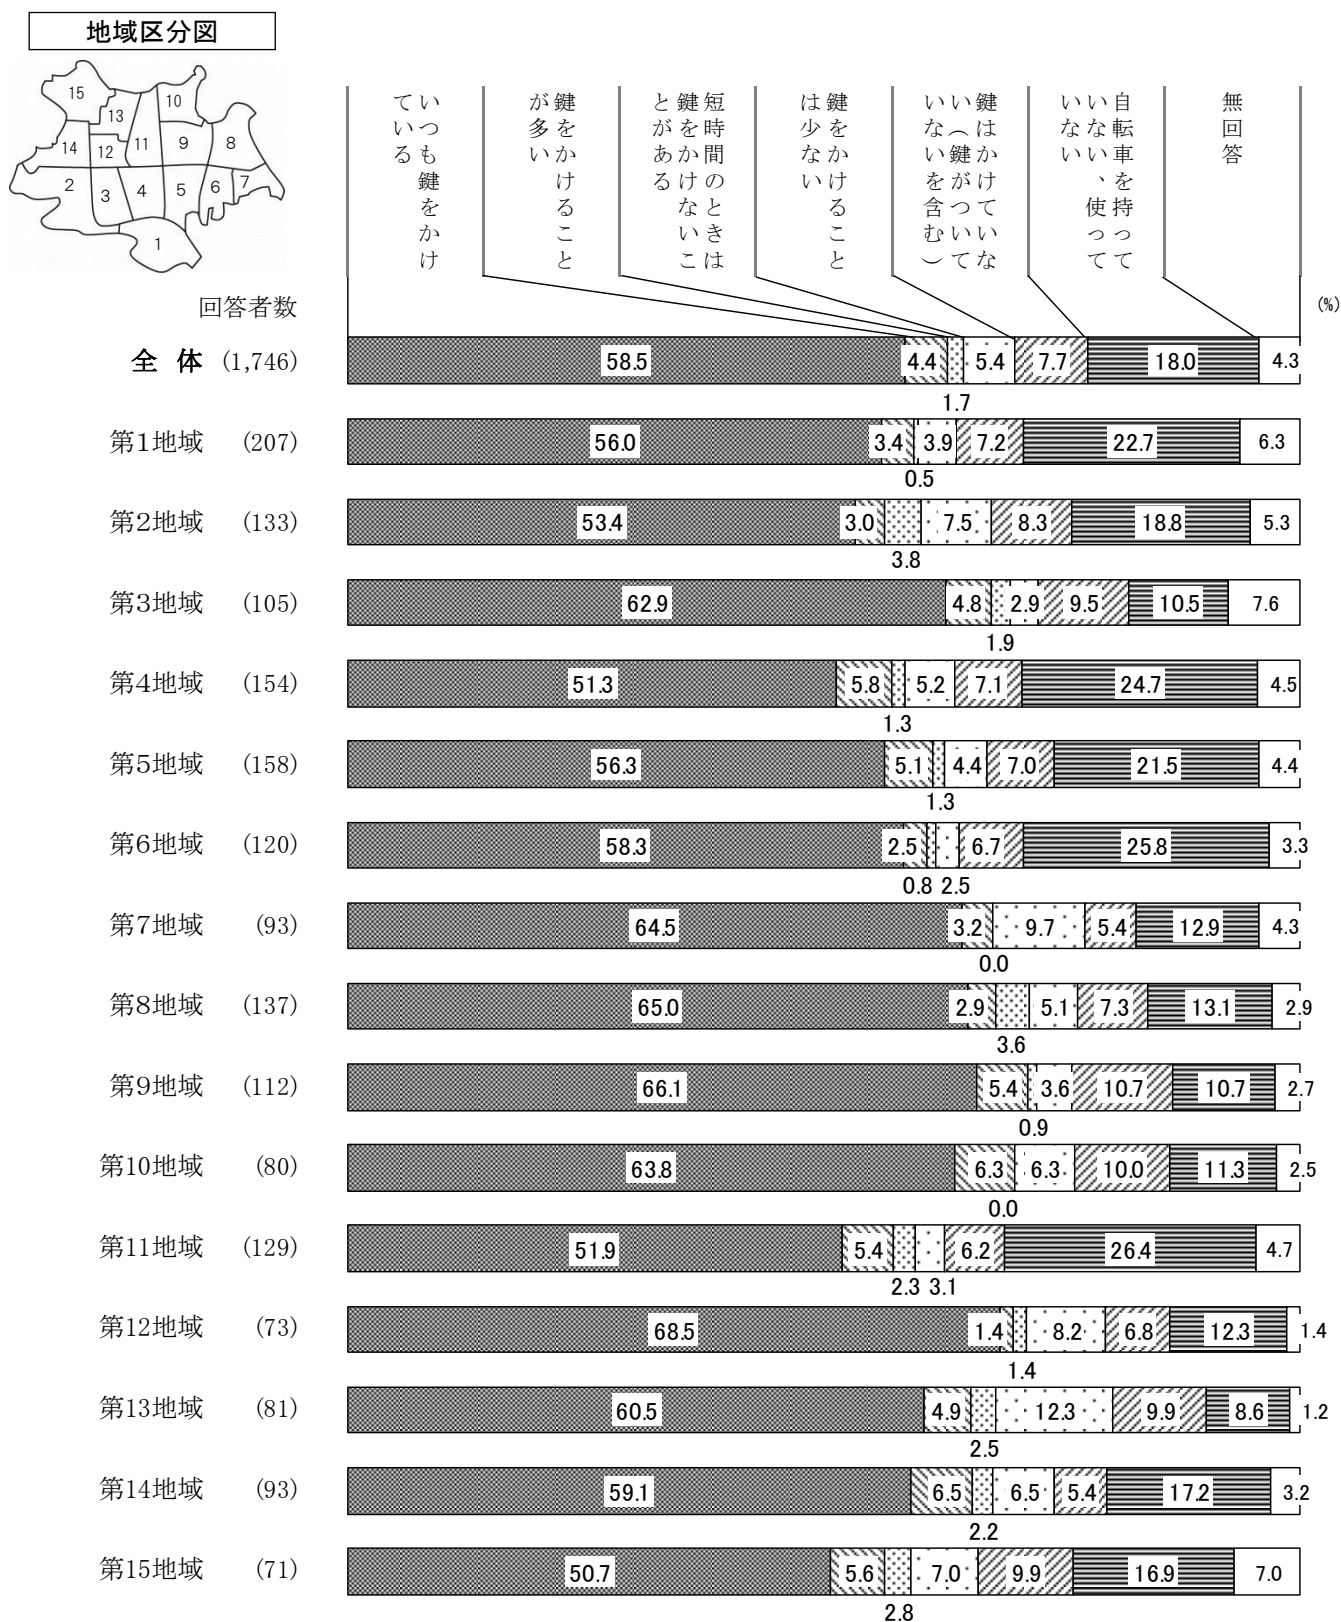 地域区分図
15
10
13
14
12
11
9
8
2
3
4
5
6
7
1
いつも鍵をかけ
ている
鍵をかけること
が多い
短時間のときは
鍵をかけないこ
とがある
鍵をかけること
は少ない
鍵はかけていな
い（鍵がついて
いないを含む）
自転車を持って
いない、使って
いない
無回答
回答者数
(%)
全 体 (1,746) 58.5 4.4 5.4 7.7 18.0 4.3
1.7
第1地域 (207) 56.0 3.4 3.9 7.2 22.7 6.3
0.5
第2地域 (133) 53.4 3.0 7.5 8.3 18.8 5.3
3.8
第3地域 (105) 62.9 4.8 2.9 9.5 10.5 7.6
1.9
第4地域 (154) 51.3 5.8 5.2 7.1 24.7 4.5
1.3
第5地域 (158) 56.3 5.1 4.4 7.0 21.5 4.4
1.3
第6地域 (120) 58.3 2.5 6.7 25.8 3.3
0.8 2.5
第7地域 (93) 64.5 3.2 9.7 5.4 12.9 4.3
0.0
第8地域 (137) 65.0 2.9 5.1 7.3 13.1 2.9
3.6
第9地域 (112) 66.1 5.4 3.6 10.7 10.7 2.7
0.9
第10地域 (80) 63.8 6.3 6.3 10.0 11.3 2.5
0.0
第11地域 (129) 51.9 5.4 6.2 26.4 4.7
2.3 3.1
第12地域 (73) 68.5 1.4 8.2 6.8 12.3 1.4
1.4
第13地域 (81) 60.5 4.9 12.3 9.9 8.6 1.2
2.5
第14地域 (93) 59.1 6.5 6.5 5.4 17.2 3.2
2.2
第15地域 (71) 50.7 5.6 7.0 9.9 16.9 7.0
2.8